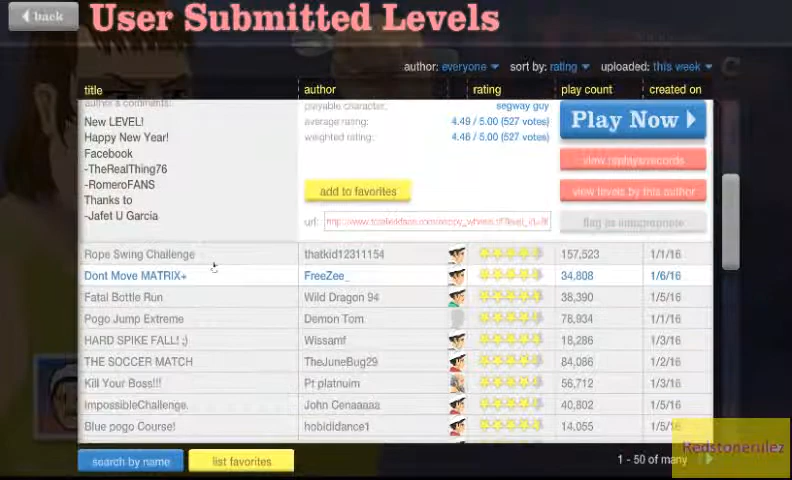 back
User Submitted Levels
author: everyone sort by: rating uploaded: this week
title author rating play count created on
author's comments:
playable character: segway guy
New LEVEL!
average rating: 4.49 / 5.00 (527 votes)
Play Now
Happy New Year!
weighted rating: 4.46 / 5.00 (527 votes)
Facebook
view replays/records
-TheRealThing76
-RomeroFANS
add to favorites
view levels by this author
Thanks to
-Jafet U Garcia
url:
flag as inappropriate
Rope Swing Challenge thatkid12311154 157,523 1/1/16
Dont Move MATRIX+ FreeZee_ 34,808 1/6/16
Fatal Bottle Run Wild Dragon 94 38,390 1/5/16
Pogo Jump Extreme Demon Tom 78,934 1/3/16
HARD SPIKE FALL! ;) Wissamf 18,286 1/3/16
THE SOCCER MATCH TheJuneBug29 84,086 1/2/16
Kill Your Boss!!! Pt platnuim 56,712 1/3/16
ImpossibleChallenge. John Cenaaaaa 40,802 1/5/16
Blue pogo Course! hobididance1 14,055 1/5/16
search by name list favorites 1 - 50 of many
Redstonerulez